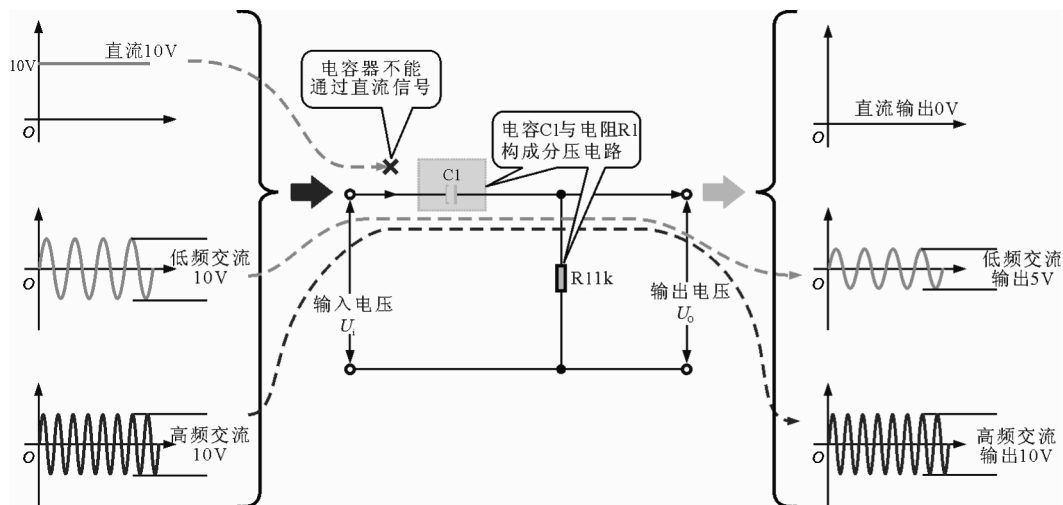 直流10V
10V
O
电容器不能
通过直流信号
电容C1与电阻R1
构成分压电路
直流输出0V
O
C1
低频交流
10V
O
输入电压
Ui
R11k
输出电压
Uo
低频交流
输出5V
O
高频交流
10V
O
高频交流
输出10V
O